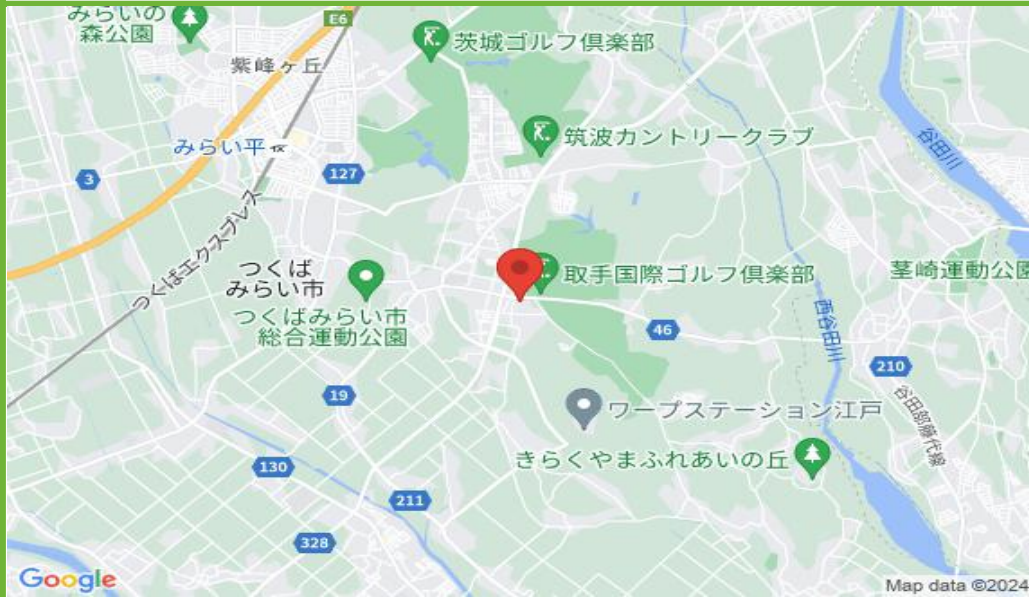 みらいの
森公園
E6
茨城ゴルフ倶楽部
紫峰ヶ丘
筑波カントリークラブ
谷田川
みらい平
3
127
つくばエクスプレス
つくば
みらい市
取手国際ゴルフ倶楽部
茎崎運動公園
つくばみらい市
総合運動公園
西谷田川
46
210
19
ワープステーション江戸
谷田部藤代線
きらくやまふれあいの丘
130
211
328
Google
Map data ©2024